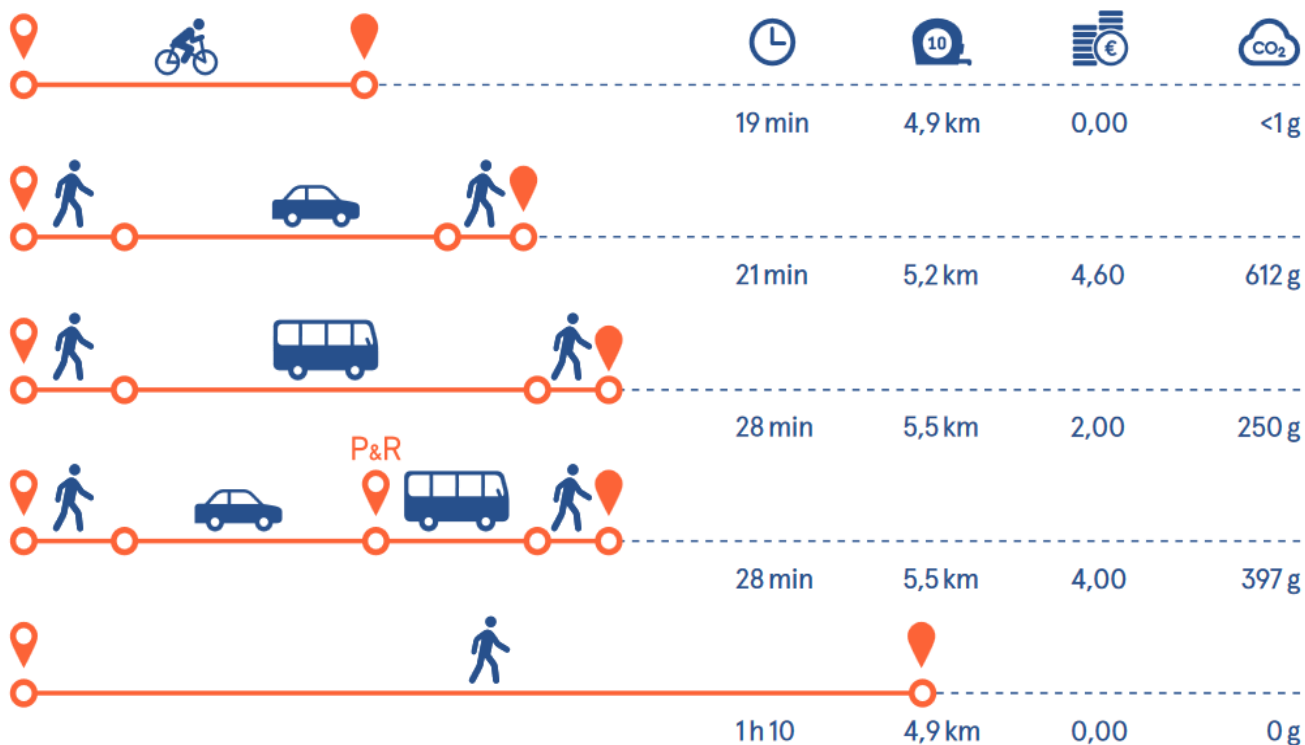 10 € CO₂
19 min 4,9 km 0,00 <1 g
21 min 5,2 km 4,60 612 g
28 min 5,5 km 2,00 250 g
P&R
28 min 5,5 km 4,00 397 g
1 h 10 4,9 km 0,00 0 g